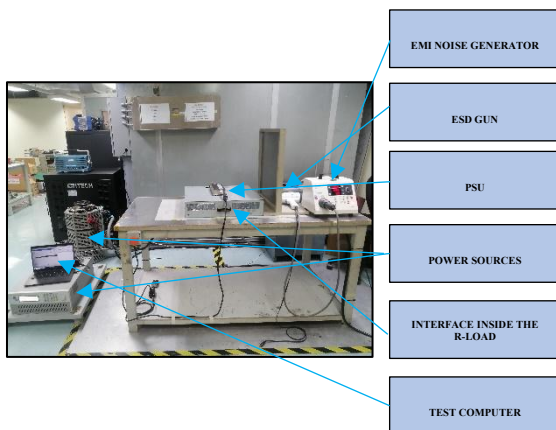 EMI NOISE GENERATOR
ESD GUN
PSU
POWER SOURCES
INTERFACE INSIDE THE
R-LOAD
TEST COMPUTER